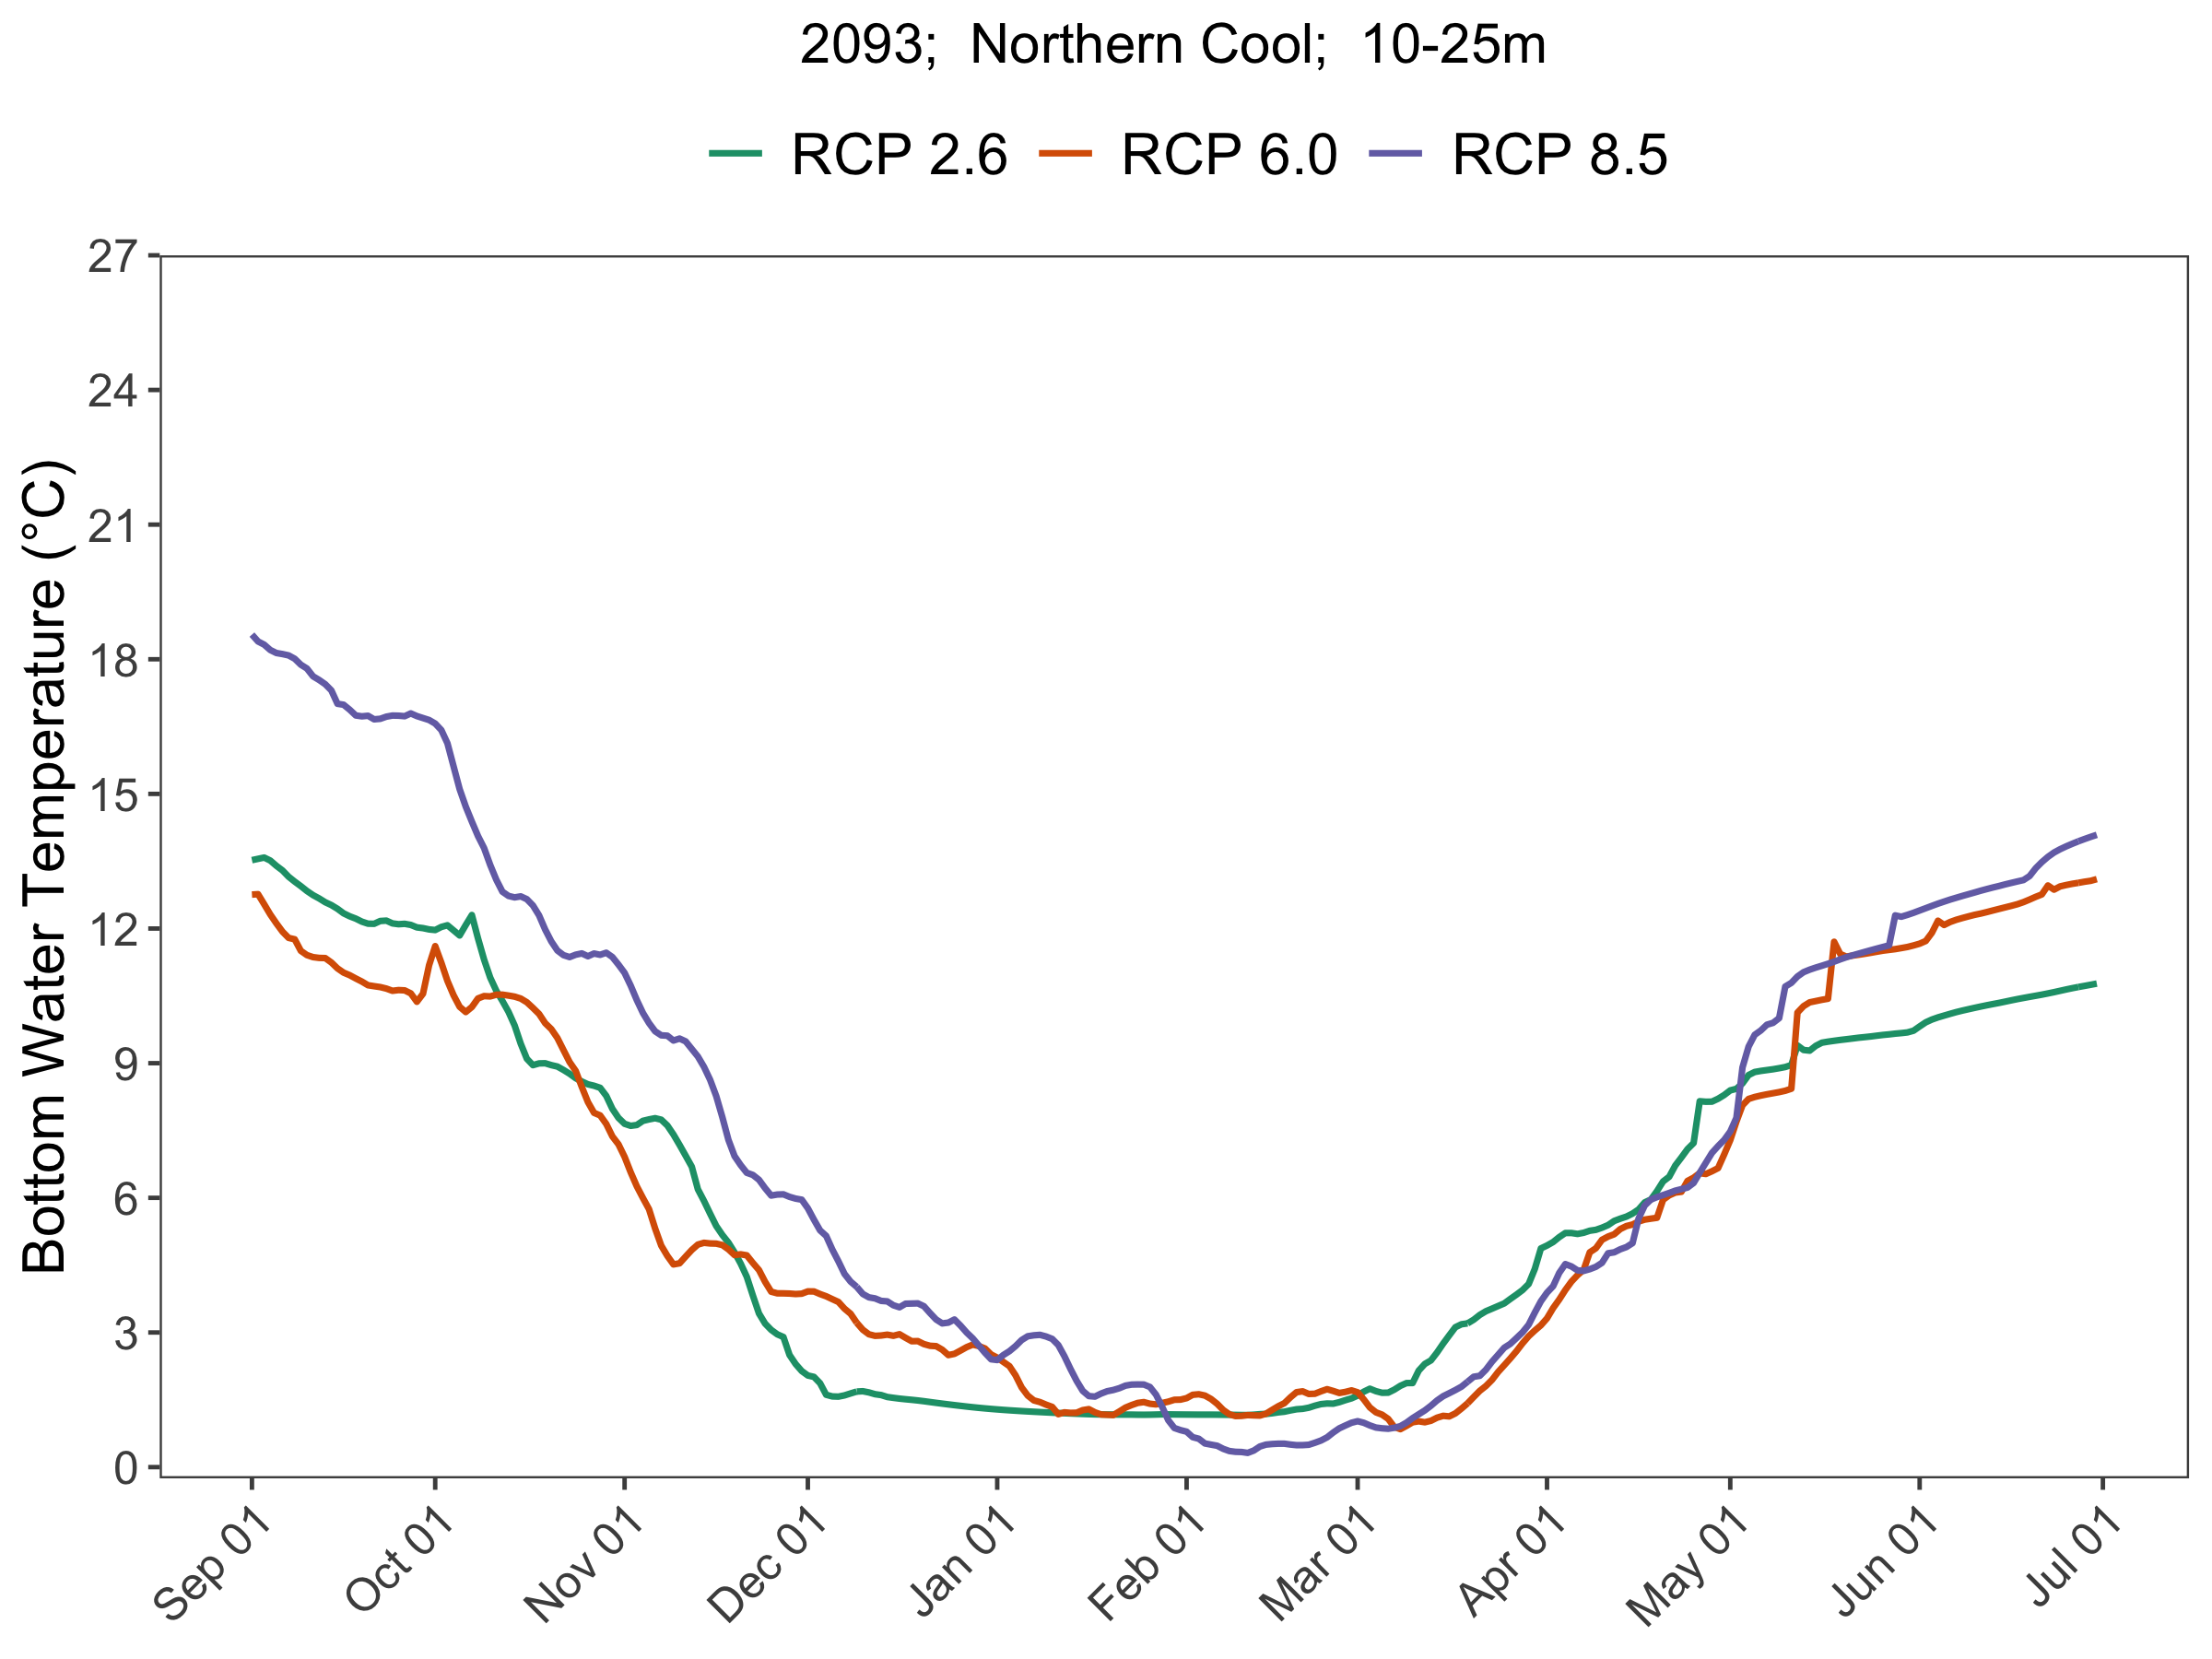 2093;  Northern Cool;  10-25m
RCP 2.6 RCP 6.0 RCP 8.5
Bottom Water Temperature (°C)
27
24
21
18
15
12
9
6
3
0
Sep 01 Oct 01 Nov 01 Dec 01 Jan 01 Feb 01 Mar 01 Apr 01 May 01 Jun 01 Jul 01